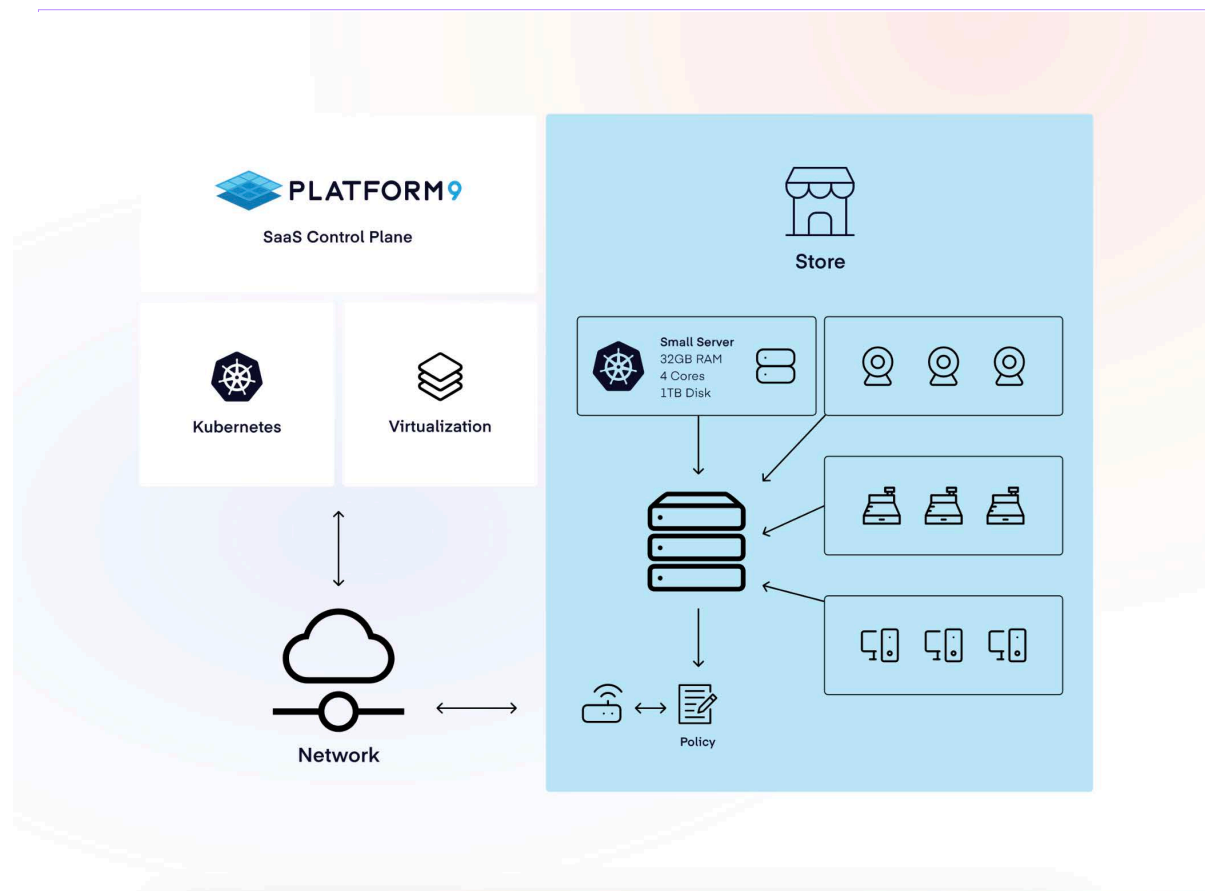 PLATFORM9
SaaS Control Plane
Kubernetes
Virtualization
Network
Store
Small Server
32GB RAM
4 Cores
1TB Disk
Policy